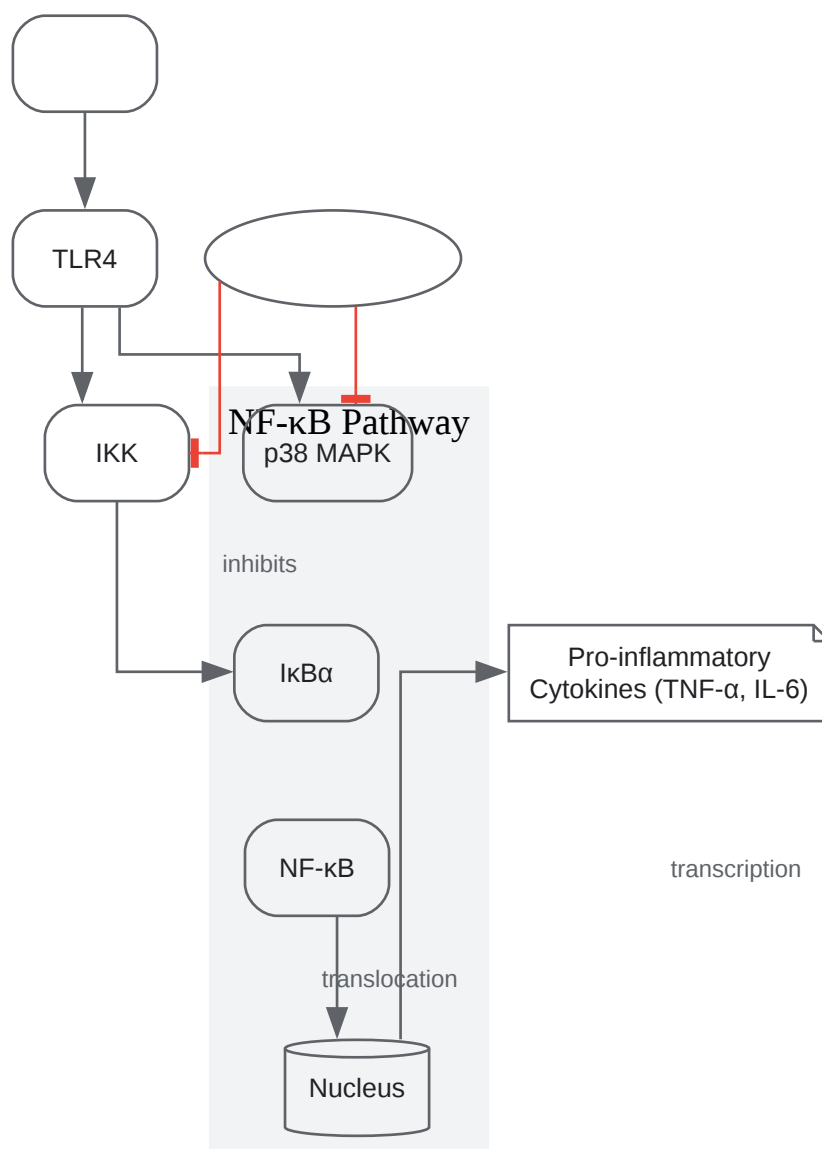 TLR4
NF-κB Pathway
IKK
p38 MAPK
inhibits
IκBα
Pro-inflammatory
Cytokines (TNF-α, IL-6)
NF-κB
transcription
translocation
Nucleus